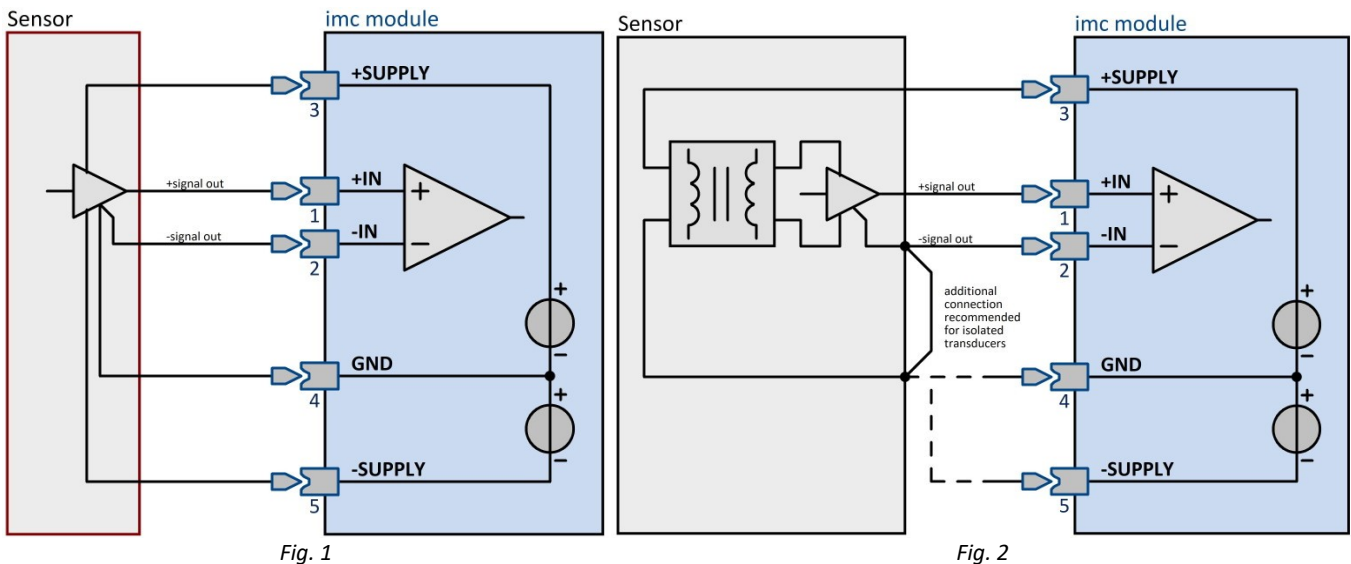 Sensor
imc module
+SUPPLY
3
+signal out
+IN
+
1
-signal out
-IN
−
2
+
−
GND
4
+
−
-SUPPLY
5
Fig. 1
Sensor
imc module
+SUPPLY
3
+signal out
+IN
+
1
-signal out
-IN
−
2
additional
connection
recommended
for isolated
transducers
+
−
GND
4
+
−
-SUPPLY
5
Fig. 2